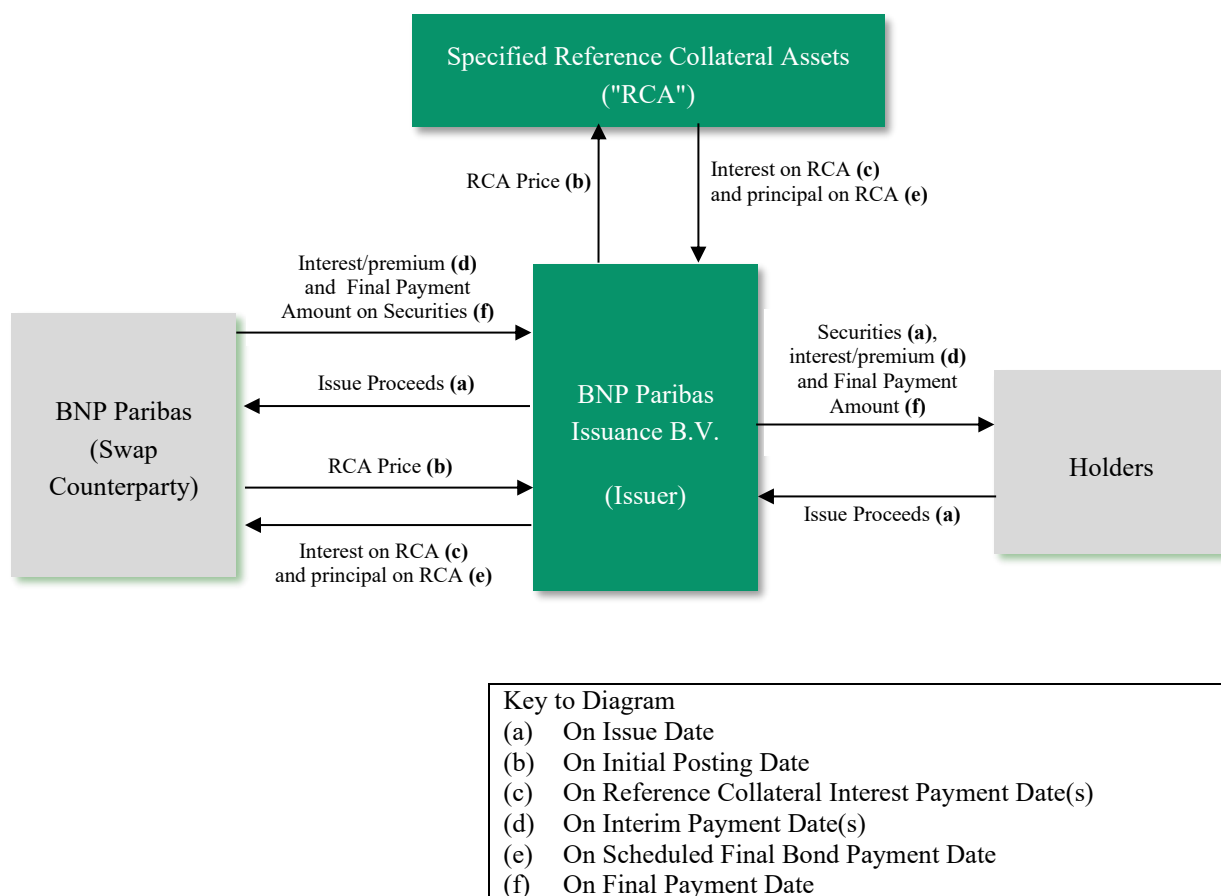 Specified Reference Collateral Assets
("RCA")
RCA Price (b)
Interest on RCA (c)
and principal on RCA (e)
Interest/premium (d)
and Final Payment
Amount on Securities (f)
Issue Proceeds (a)
RCA Price (b)
Interest on RCA (c)
and principal on RCA (e)
BNP Paribas
(Swap
Counterparty)
BNP Paribas
Issuance B.V.
(Issuer)
Securities (a),
interest/premium (d)
and Final Payment
Amount (f)
Issue Proceeds (a)
Holders
Key to Diagram
(a) On Issue Date
(b) On Initial Posting Date
(c) On Reference Collateral Interest Payment Date(s)
(d) On Interim Payment Date(s)
(e) On Scheduled Final Bond Payment Date
(f) On Final Payment Date